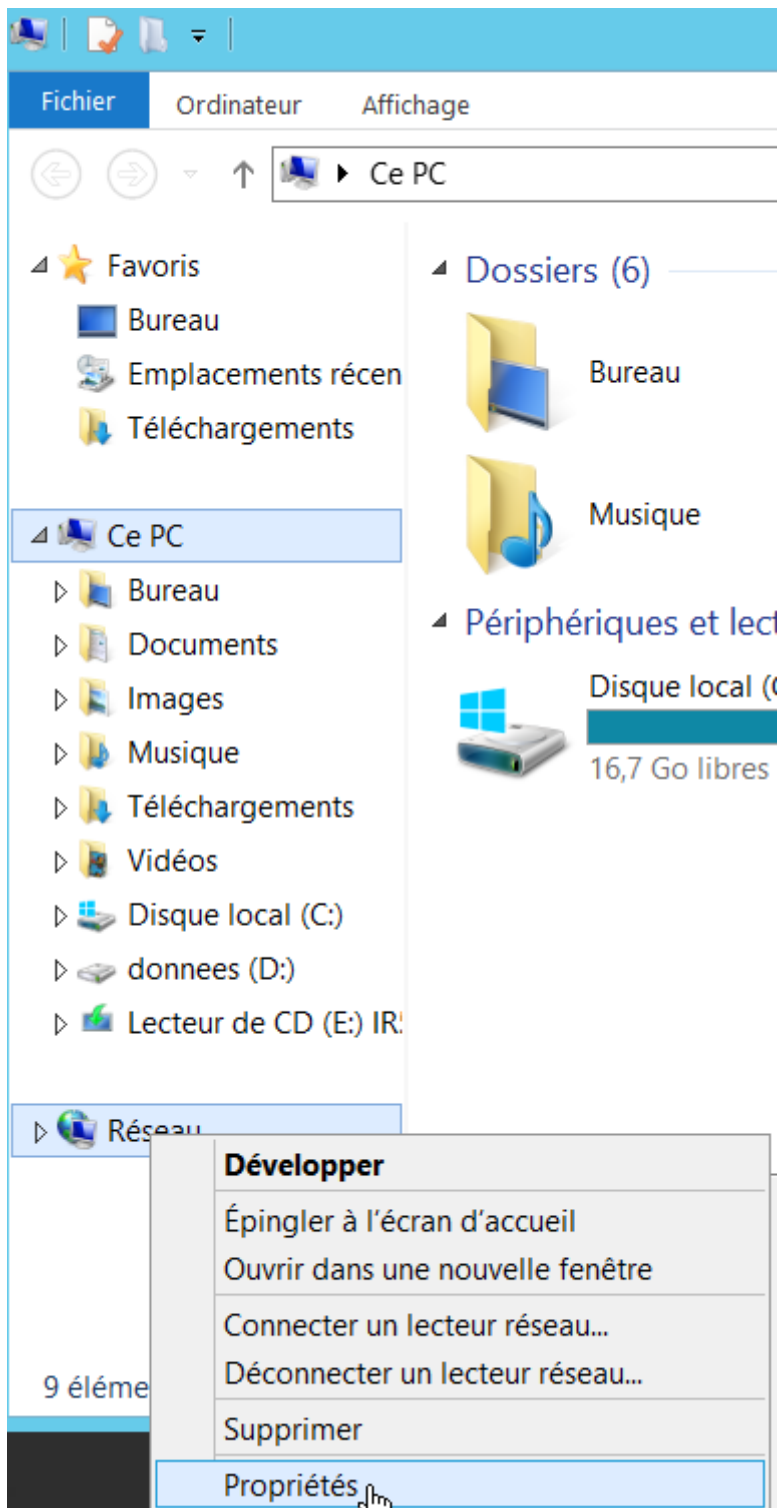 Fichier Ordinateur Affichage
Ce PC
Favoris
Bureau
Emplacements récen
Téléchargements
Ce PC
Bureau
Documents
Images
Musique
Téléchargements
Vidéos
Disque local (C:)
donnees (D:)
Lecteur de CD (E:) IR
Réseau
9 éléme
Dossiers (6)
Bureau
Musique
Périphériques et lect
Disque local (C
16,7 Go libres
Développer
Épingler à l'écran d'accueil
Ouvrir dans une nouvelle fenêtre
Connecter un lecteur réseau...
Déconnecter un lecteur réseau...
Supprimer
Propriétés